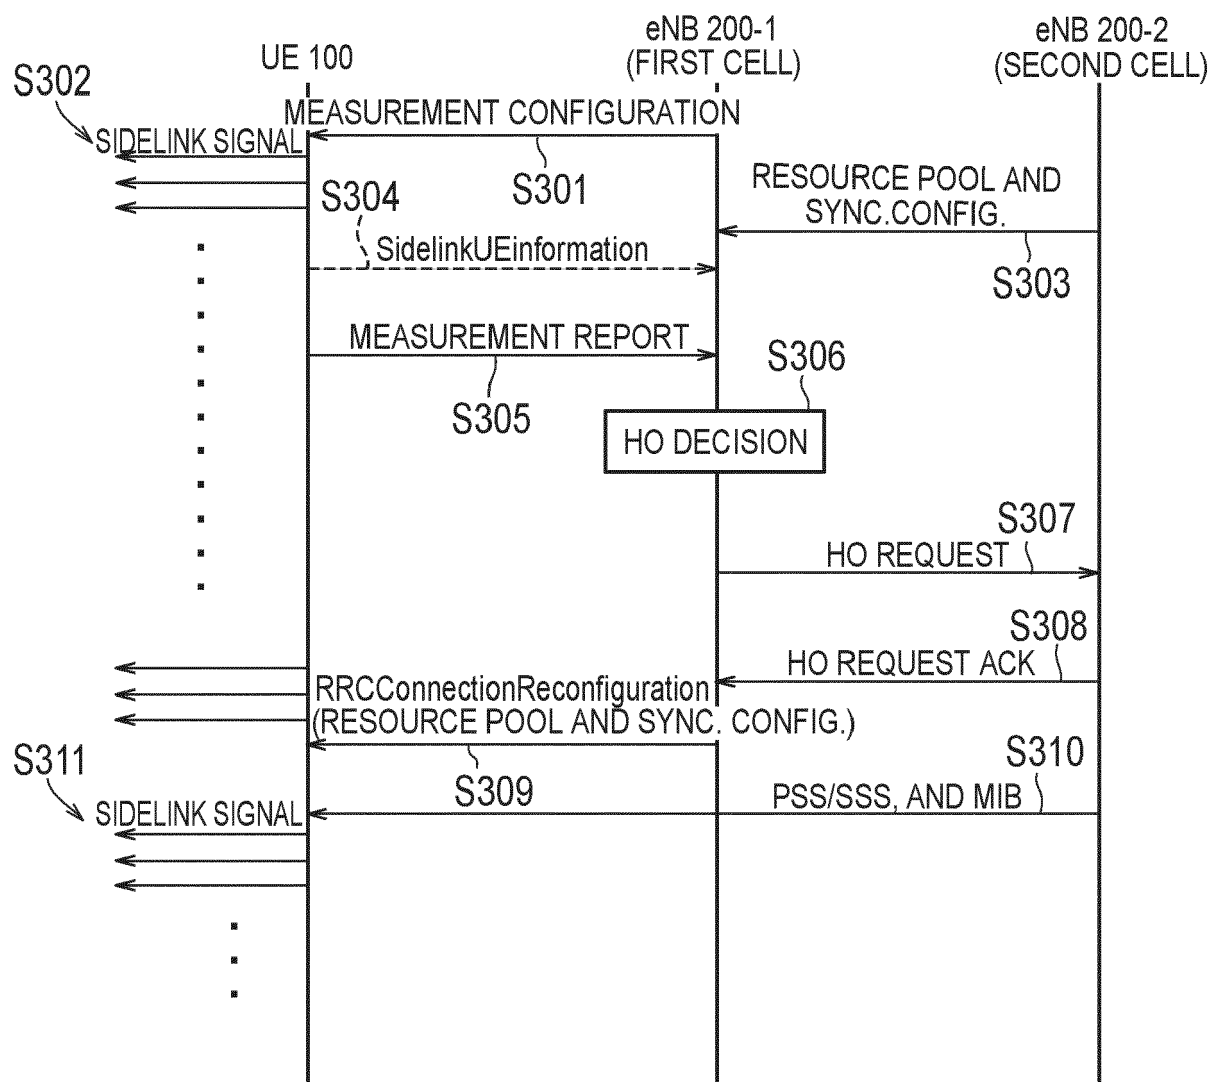 UE 100
eNB 200-1
(FIRST CELL)
eNB 200-2
(SECOND CELL)
S302
MEASUREMENT CONFIGURATION
SIDELINK SIGNAL
S301
RESOURCE POOL AND
SYNC.CONFIG.
S304
SidelinkUEinformation
S303
MEASUREMENT REPORT
S306
S305
HO DECISION
S307
HO REQUEST
S308
HO REQUEST ACK
RRCConnectionReconfiguration
(RESOURCE POOL AND SYNC. CONFIG.)
S311
S309
S310
PSS/SSS, AND MIB
SIDELINK SIGNAL